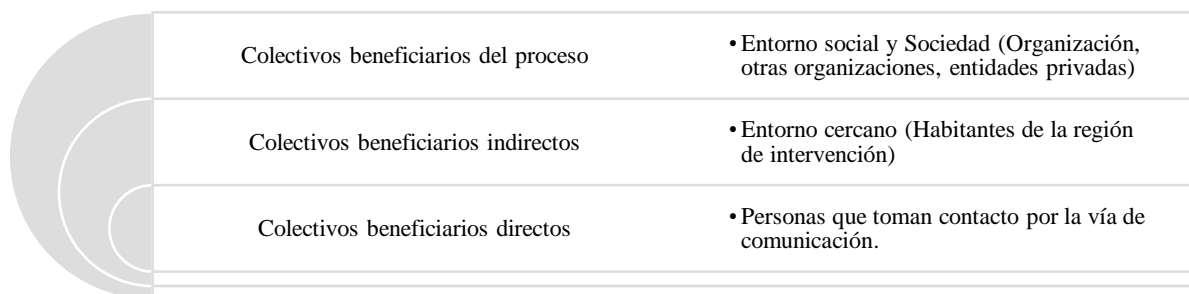 Colectivos beneficiarios del proceso
• Entorno social y Sociedad (Organización,
otras organizaciones, entidades privadas)
Colectivos beneficiarios indirectos
• Entorno cercano (Habitantes de la región
de intervención)
Colectivos beneficiarios directos
• Personas que toman contacto por la vía de
comunicación.